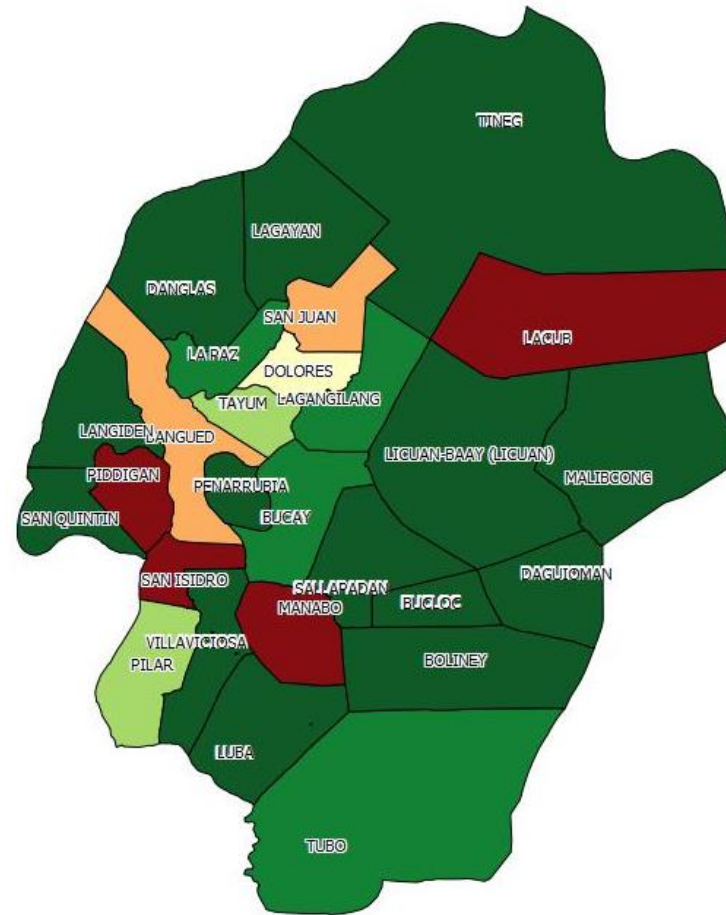 TINEG
LAGAYAN
DANGLAS
SAN JUAN
LACUB
LA PAZ
DOLORES
LAGANGILANG
TAYUM
LANGIDEN
BANGUED
LICUAN-BAAY (LICUAN)
PIDDIGAN
MALIBCONG
PENARRUBIA
SAN QUINTIN
BUCAY
SAN ISIDRO
SALLAPADAN
DAGUIOMAN
MANABO
BUCLOC
VILLAVICIOSA
PILAR
BOLINEY
LUBA
TUBO